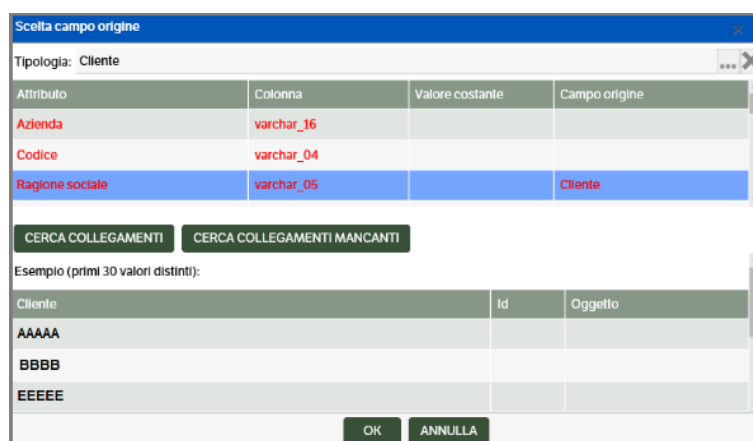 Scelta campo origine
Tipologia: Cliente ...
Attributo Colonna Valore costante Campo origine
Azienda varchar_16
Codice varchar_04
Ragione sociale varchar_05 Cliente
CERCA COLLEGAMENTI CERCA COLLEGAMENTI MANCANTI
Esempio (primi 30 valori distinti):
Cliente Id Oggetto
AAAAA
BBBB
EEEEE
OK ANNULLA